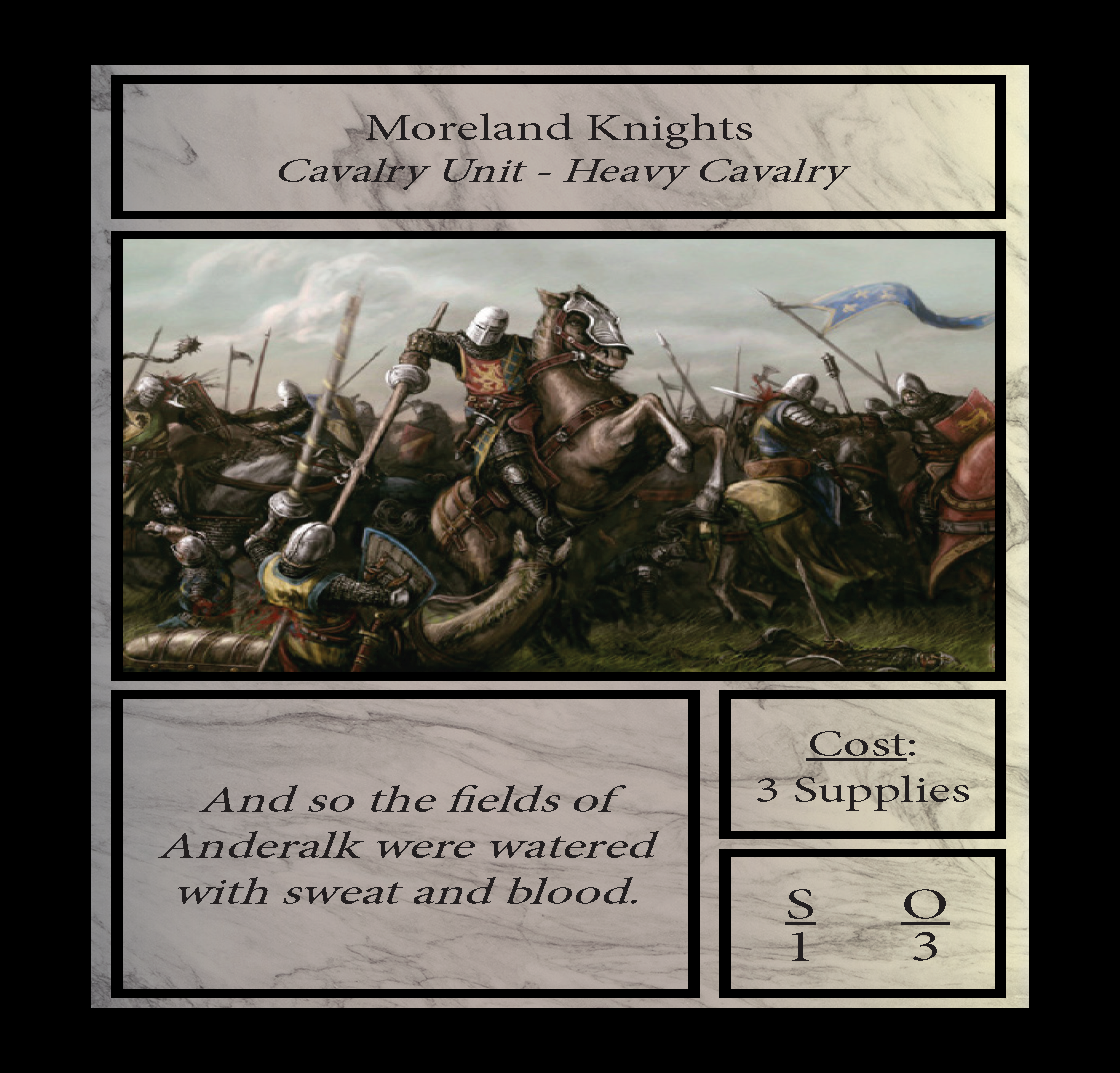 Moreland Knights
Cavalry Unit - Heavy Cavalry
And so the fields of
Anderalk were watered
with sweat and blood.
Cost:
3 Supplies
S O
1 3